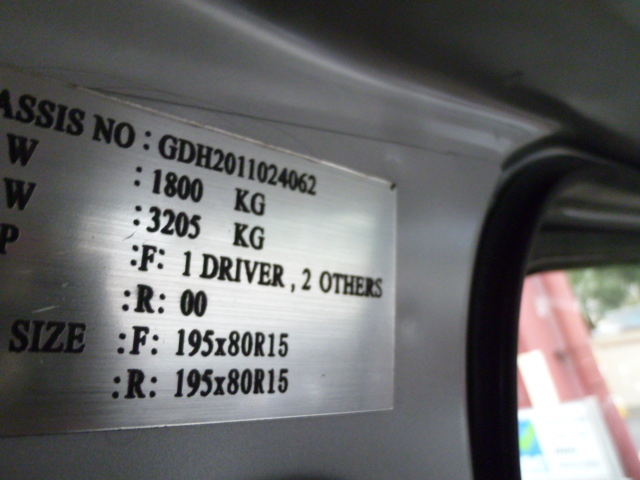 ASSIS NO : GDH2011024062
W : 1800 KG
W : 3205 KG
P :F: 1 DRIVER , 2 OTHERS
:R: 00
SIZE :F: 195x80R15
:R: 195x80R15